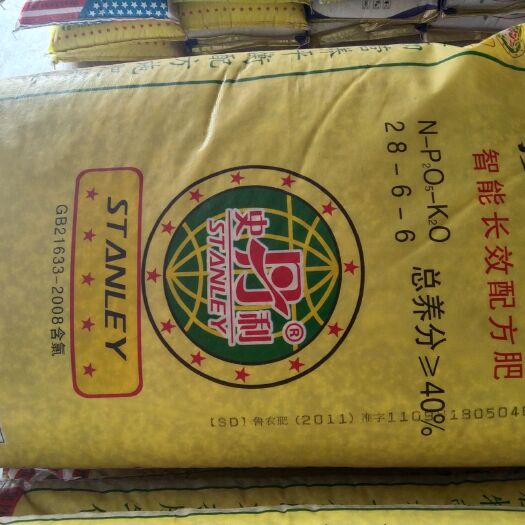 智能长效配方肥
N-P₂O₅-K₂O 总养分≥40%
28-6-6
史丹利®
STANLEY
STANLEY
GB21633-2008含氯
【SD】鲁农肥(2011)准字